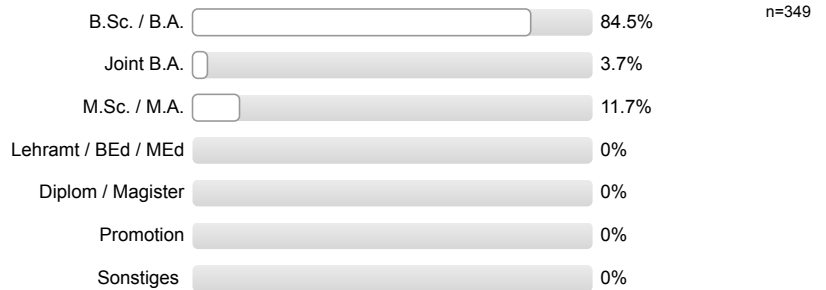 B.Sc. / B.A. 84.5% n=349
Joint B.A. 3.7%
M.Sc. / M.A. 11.7%
Lehramt / BEd / MEd 0%
Diplom / Magister 0%
Promotion 0%
Sonstiges 0%